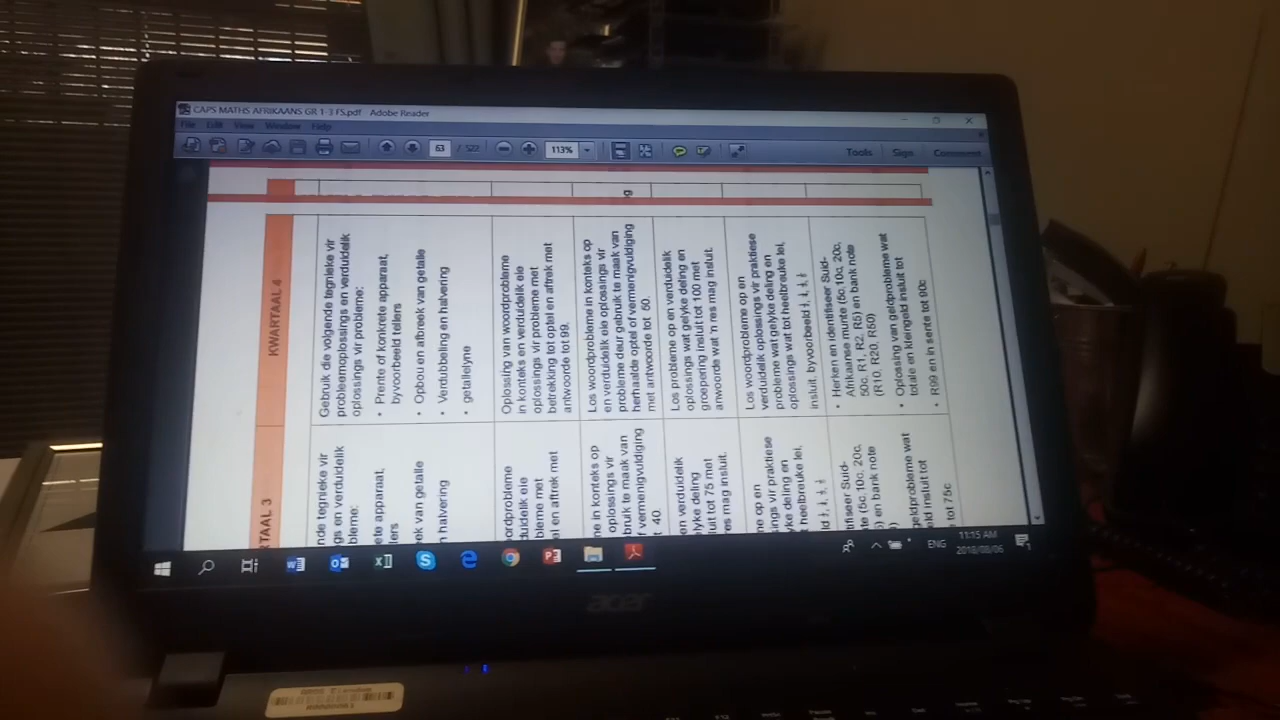 CAPS MATHS AFRIKAANS GR 1-3 FS.pdf - Adobe Reader
File Edit View Window Help
63 / 522 113% Tools Sign Comment
KWARTAAL 4
Gebruik die volgende tegnieke vir
probleemoplossings en verduidelik
oplossings vir probleme:
• Prente of konkrete apparaat,
byvoorbeeld tellers
• Opbou en afbreek van getalle
• Verdubbeling en halvering
• getallelyne
Oplossing van woordprobleme
in konteks en verduidelik eie
oplossings vir probleme met
betrekking tot optel en aftrek met
antwoorde tot 99.
Los woordprobleme in konteks op
en verduidelik eie oplossings vir
probleme deur gebruik te maak van
herhaalde optel of vermenigvuldiging
met antwoorde tot 50.
Los probleme op en verduidelik
oplossings wat gelyke deling en
groepering insluit tot 100 met
anwoorde wat 'n res mag insluit.
Los woordprobleme op en
verduidelik oplossings vir praktiese
probleme wat gelyke deling en
oplossings wat tot heelbreuke lei,
insluit, byvoorbeeld
• Herken en identifiseer Suid-
Afrikaanse munte (5c,10c, 20c,
50c, R1, R2, R5) en bank note
(R10, R20, R50)
• Oplossing van geldprobleme wat
totale en kleingeld insluit tot
• R99 en in sente tot 90c
TAAL 3
nde tegnieke vir
gs en verduidelik
bleme:
ete apparaat,
lers
ek van getalle
n halvering
ordprobleme
duidelik eie
bleme met
el en aftrek met
me in konteks op
oplossings vir
bruik te maak van
f vermenigvuldiging
t 40.
en verduidelik
lyke deling
luit tot 75 met
res mag insluit.
me op en
ings vir praktiese
yke deling en
t heelbreuke lei,
ntifiseer Suid-
te (5c,10c, 20c,
5) en bank note
)
geldprobleme wat
ld insluit tot
tot 75c
ENG
11:15 AM
2018/08/06
acer